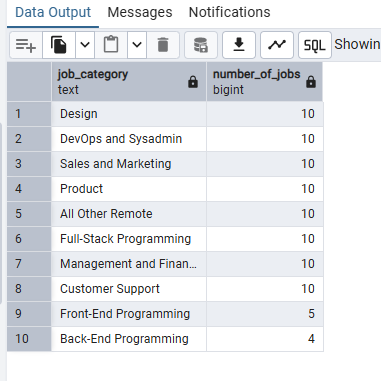 Data Output Messages Notifications
SQL Showin
job_category number_of_jobs
text bigint
1 Design 10
2 DevOps and Sysadmin 10
3 Sales and Marketing 10
4 Product 10
5 All Other Remote 10
6 Full-Stack Programming 10
7 Management and Finan... 10
8 Customer Support 10
9 Front-End Programming 5
10 Back-End Programming 4